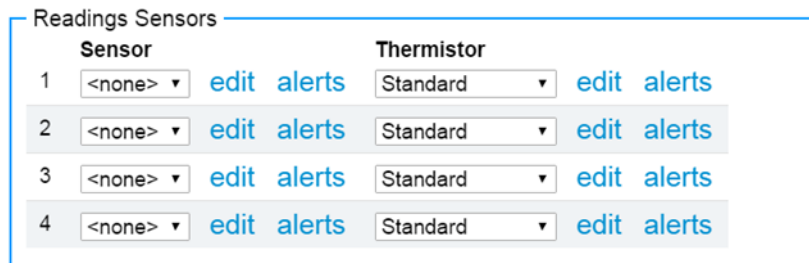 Readings Sensors
Sensor Thermistor
1 <none> edit alerts Standard edit alerts
2 <none> edit alerts Standard edit alerts
3 <none> edit alerts Standard edit alerts
4 <none> edit alerts Standard edit alerts